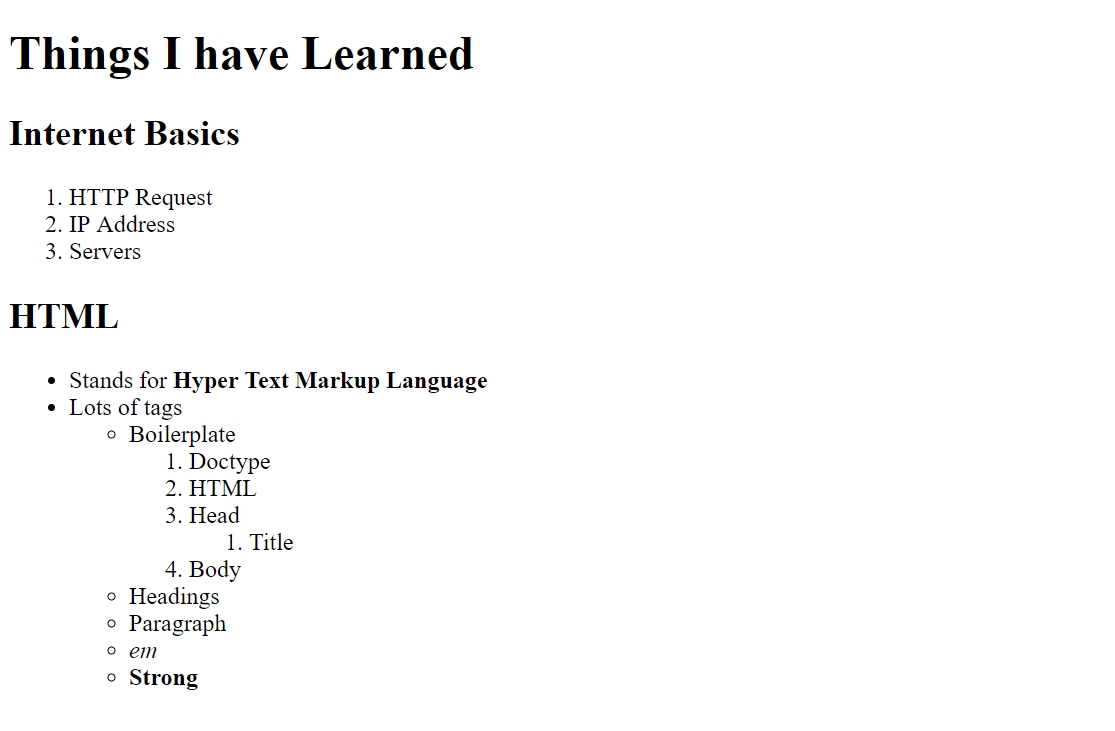 Things I have Learned
Internet Basics
1. HTTP Request
2. IP Address
3. Servers
HTML
• Stands for Hyper Text Markup Language
• Lots of tags
◦ Boilerplate
1. Doctype
2. HTML
3. Head
1. Title
4. Body
◦ Headings
◦ Paragraph
◦ em
◦ Strong